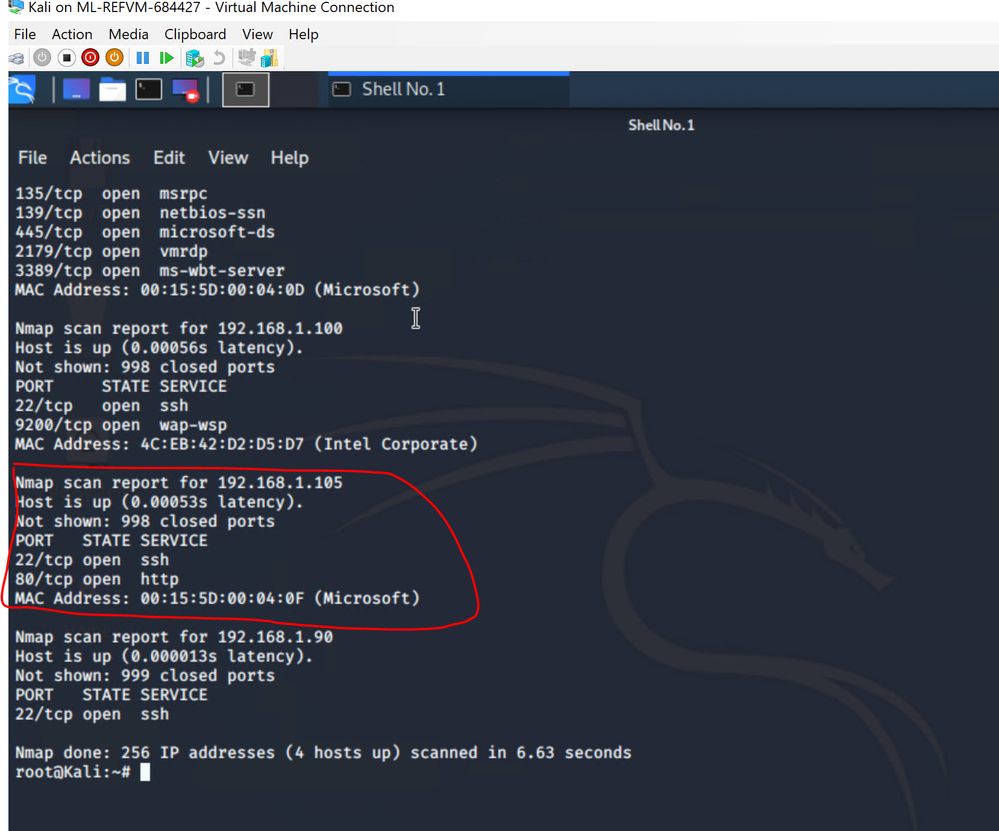 Kali on ML-REFVM-684427 - Virtual Machine Connection
File Action Media Clipboard View Help
Shell No. 1
Shell No. 1
File Actions Edit View Help
135/tcp  open  msrpc
139/tcp  open  netbios-ssn
445/tcp  open  microsoft-ds
2179/tcp open  vmrdp
3389/tcp open  ms-wbt-server
MAC Address: 00:15:5D:00:04:0D (Microsoft)
Nmap scan report for 192.168.1.100
Host is up (0.00056s latency).
Not shown: 998 closed ports
PORT     STATE SERVICE
22/tcp   open  ssh
9200/tcp open  wap-wsp
MAC Address: 4C:EB:42:D2:D5:D7 (Intel Corporate)
Nmap scan report for 192.168.1.105
Host is up (0.00053s latency).
Not shown: 998 closed ports
PORT   STATE SERVICE
22/tcp open  ssh
80/tcp open  http
MAC Address: 00:15:5D:00:04:0F (Microsoft)
Nmap scan report for 192.168.1.90
Host is up (0.000013s latency).
Not shown: 999 closed ports
PORT   STATE SERVICE
22/tcp open  ssh
Nmap done: 256 IP addresses (4 hosts up) scanned in 6.63 seconds
root@Kali:~#